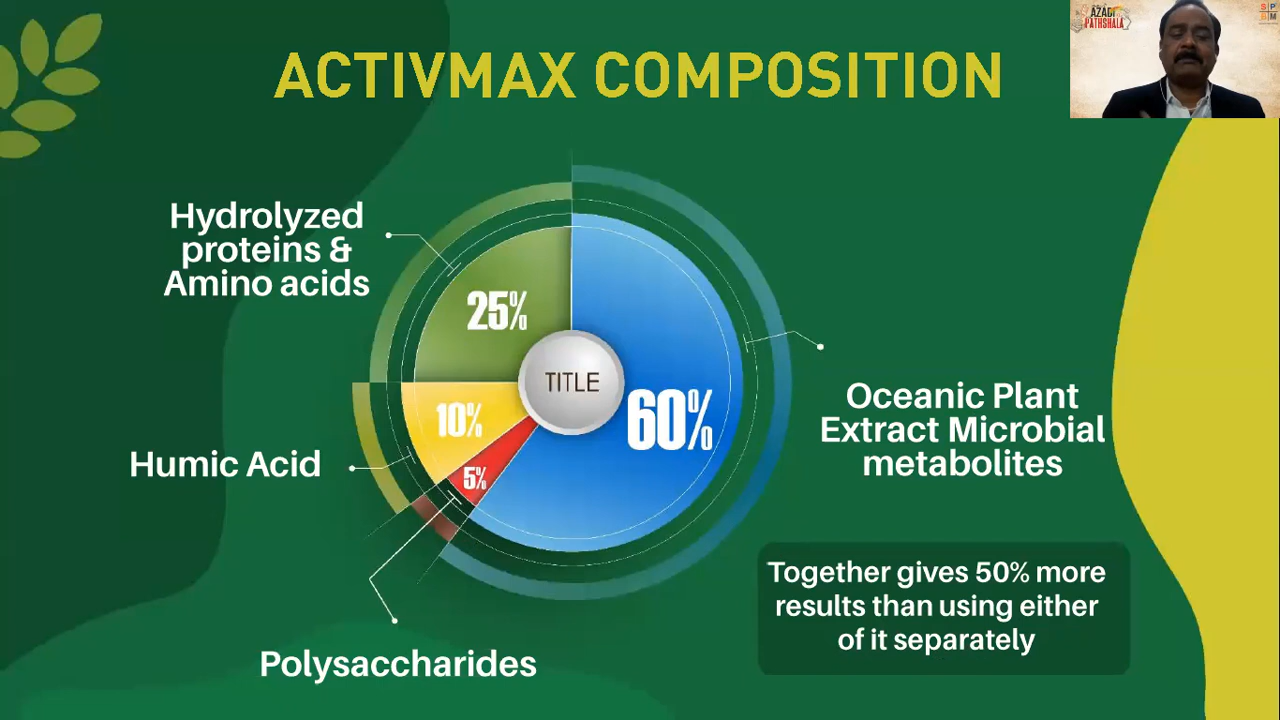 ACTIVMAX COMPOSITION
AZADI
PATHSHALA
S P
B M
Hydrolyzed
proteins &
Amino acids
25%
TITLE
10%
60%
5%
Oceanic Plant
Extract Microbial
metabolites
Humic Acid
Together gives 50% more
results than using either
of it separately
Polysaccharides